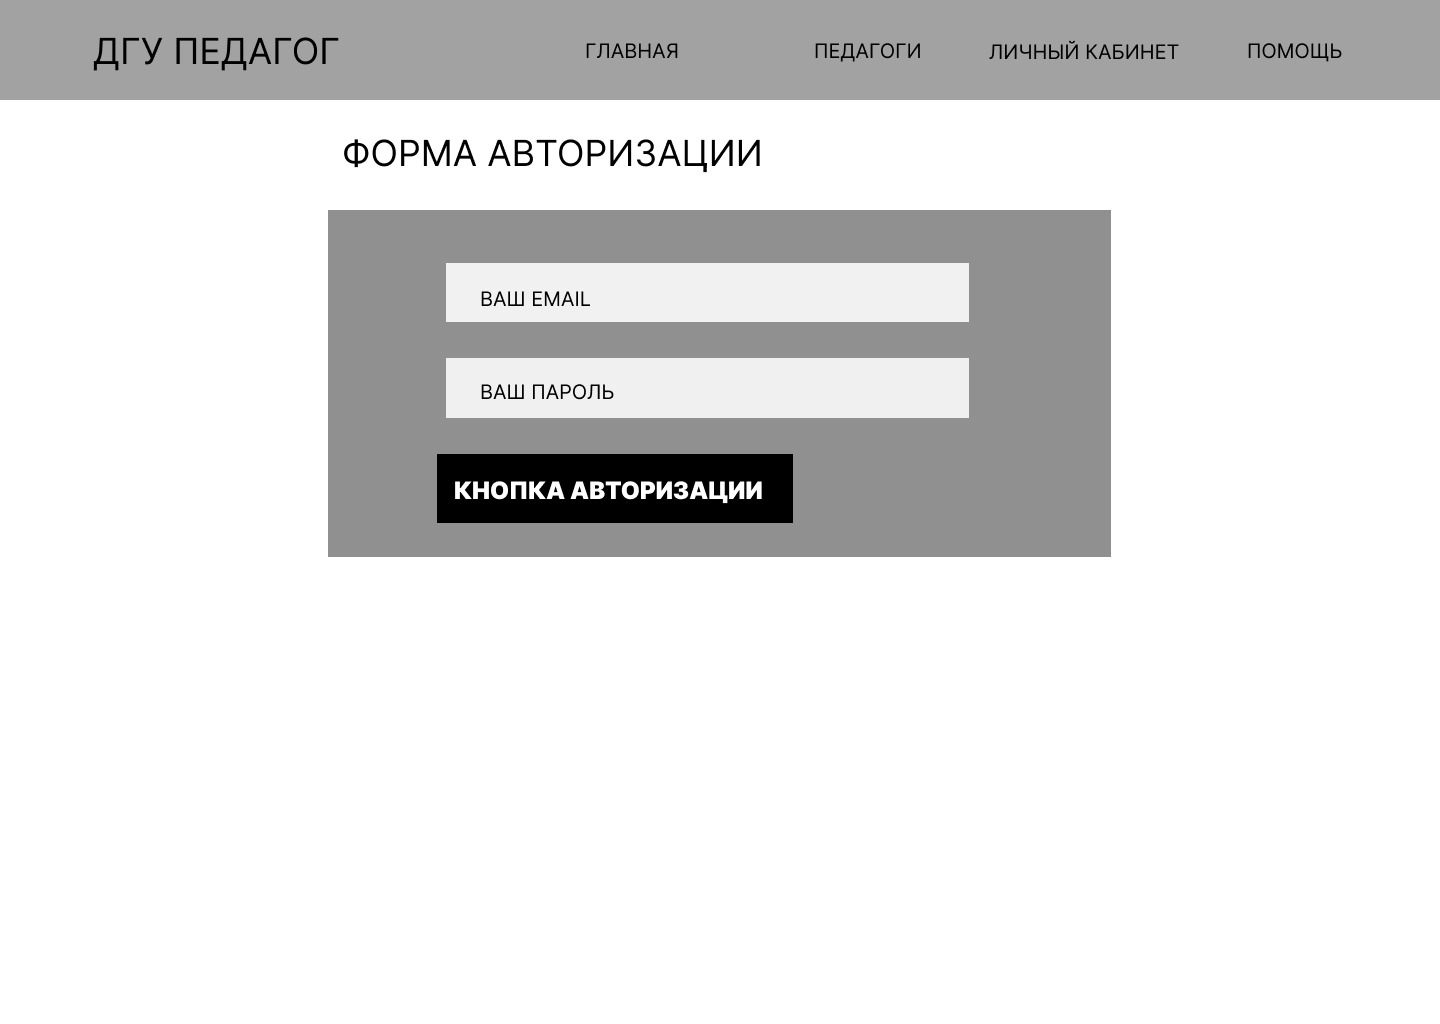 ДГУ ПЕДАГОГ
ГЛАВНАЯ
ПЕДАГОГИ
ЛИЧНЫЙ КАБИНЕТ
ПОМОЩЬ
ФОРМА АВТОРИЗАЦИИ
ВАШ EMAIL
ВАШ ПАРОЛЬ
КНОПКА АВТОРИЗАЦИИ